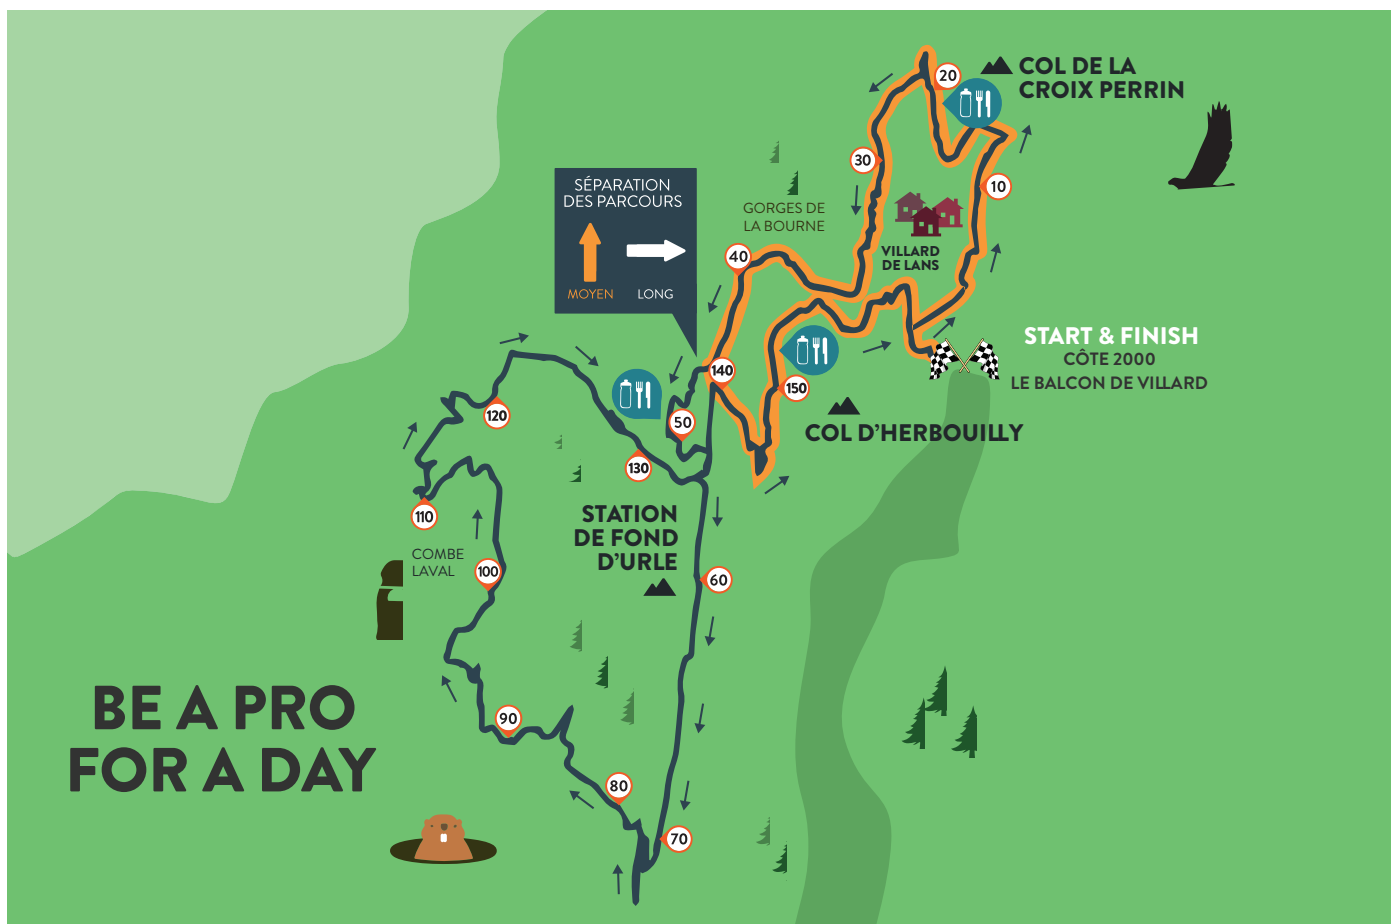 20
COL DE LA
CROIX PERRIN
30
10
SÉPARATION
DES PARCOURS
MOYEN
LONG
GORGES DE
LA BOURNE
VILLARD
DE LANS
40
START & FINISH
CÔTE 2000
LE BALCON DE VILLARD
140
150
COL D'HERBOUILLY
120
50
130
110
STATION
DE FOND
D'URLE
COMBE
LAVAL
100
60
BE A PRO
FOR A DAY
90
80
70